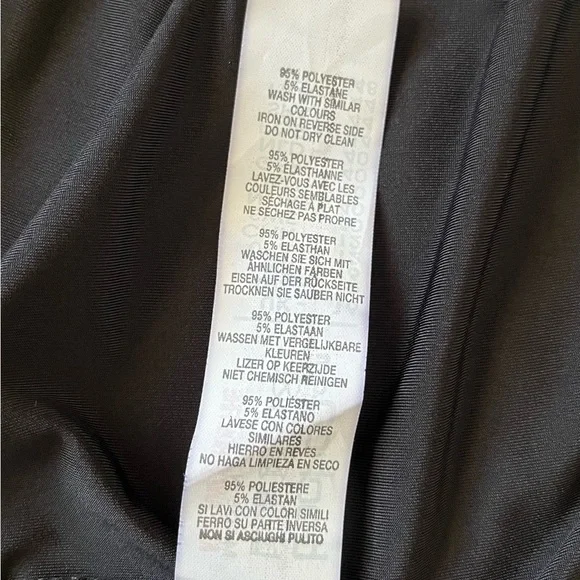 95% POLYESTER
5% ELASTANE
WASH WITH SIMILAR
COLOURS
IRON ON REVERSE SIDE
DO NOT DRY CLEAN
95% POLYESTER
5% ELASTHANNE
LAVEZ-VOUS AVEC LES
COULEURS SEMBLABLES
SÉCHAGE À PLAT
NE SÉCHEZ PAS PROPRE
95% POLYESTER
5% ELASTHAN
WASCHEN SIE SICH MIT
ÄHNLICHEN FARBEN
EISEN AUF DER RÜCKSEITE
TROCKNEN SIE SAUBER NICHT
95% POLYESTER
5% ELASTAAN
WASSEN MET VERGELIJKBARE
KLEUREN
LIZER OP KEERZIJDE
NIET CHEMISCH REINIGEN
95% POLIÉSTER
5% ELASTANO
LÁVESE CON COLORES
SIMILARES
HIERRO EN REVÉS
NO HAGA LIMPIEZA EN SECO
95% POLIESTERE
5% ELASTAN
SI LAVI CON COLORI SIMILI
FERRO SU PARTE INVERSA
NON SI ASCIUGHI PULITO